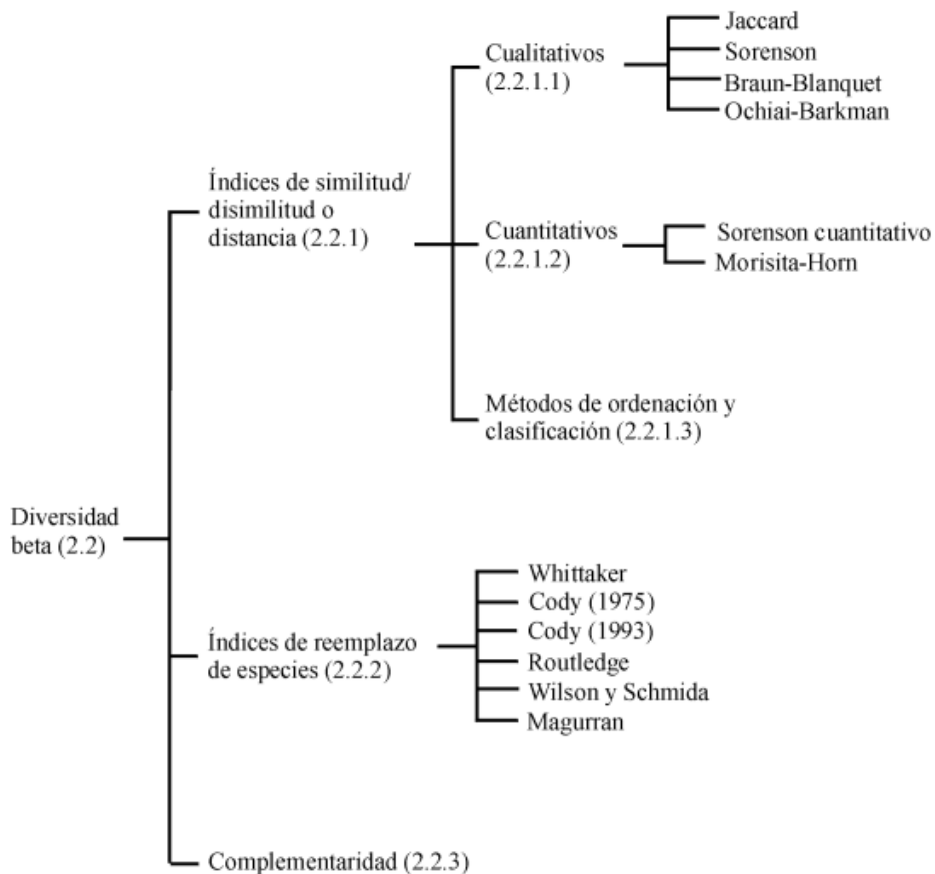 Diversidad
beta (2.2)
Índices de similitud/
disimilitud o
distancia (2.2.1)
Cualitativos
(2.2.1.1)
Jaccard
Sorenson
Braun-Blanquet
Ochiai-Barkman
Cuantitativos
(2.2.1.2)
Sorenson cuantitativo
Morisita-Horn
Métodos de ordenación y
clasificación (2.2.1.3)
Índices de reemplazo
de especies (2.2.2)
Whittaker
Cody (1975)
Cody (1993)
Routledge
Wilson y Schmida
Magurran
Complementaridad (2.2.3)